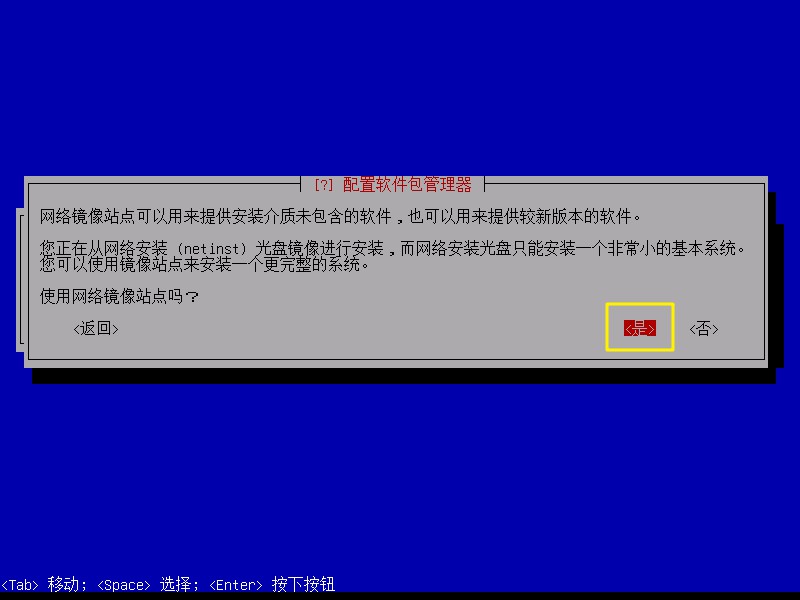 [?] 配置软件包管理器
网络镜像站点可以用来提供安装介质未包含的软件,也可以用来提供较新版本的软件。
您正在从网络安装 (netinst) 光盘镜像进行安装,而网络安装光盘只能安装一个非常小的基本系统。
您可以使用镜像站点来安装一个更完整的系统。
使用网络镜像站点吗?
<返回> <是> <否>
<Tab> 移动; <Space> 选择; <Enter> 按下按钮